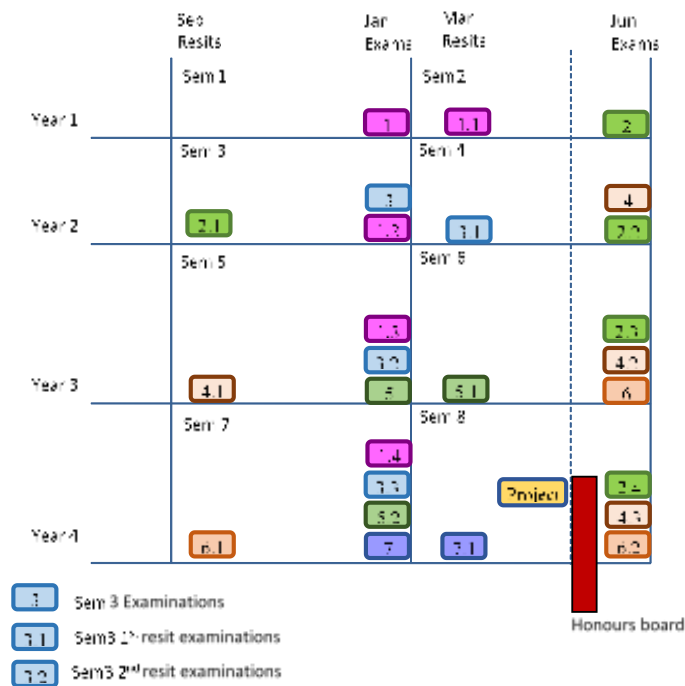 Sep Resits
Jan Exams
Mar Resits
Jun Exams
Sem 1
Sem 2
Year 1
1
1.1
2
Sem 3
Sem 4
3
4
Year 2
2.1
1.2
3.1
2.2
Sem 5
Sem 6
1.3
2.3
3.2
4.2
Year 3
4.1
5
5.1
6
Sem 7
Sem 8
1.4
3.3
Project
2.4
5.2
4.3
Year 4
6.1
7
7.1
6.2
3
Sem 3 Examinations
Honours board
3.1
Sem3 1st resit examinations
3.2
Sem3 2nd resit examinations